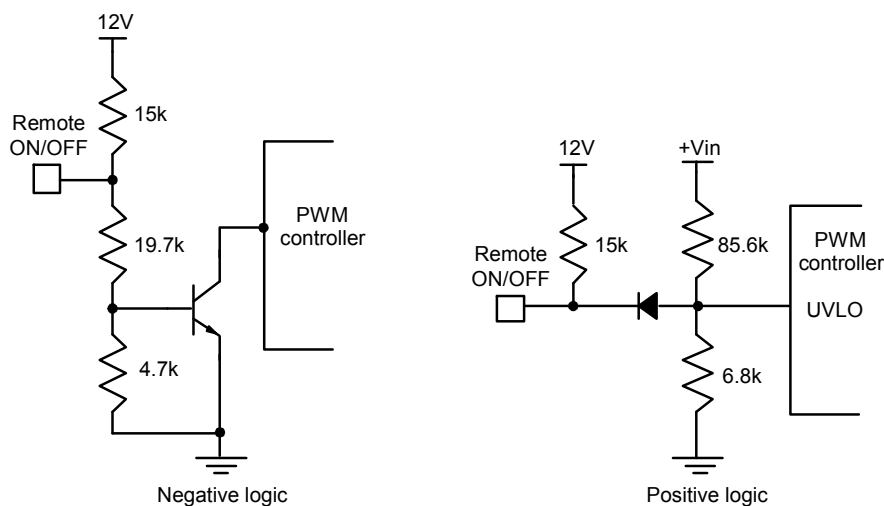 12V
15k
Remote
ON/OFF
19.7k
4.7k
PWM
controller
Negative logic
12V
+Vin
15k
85.6k
Remote
ON/OFF
PWM
controller
UVLO
6.8k
Positive logic